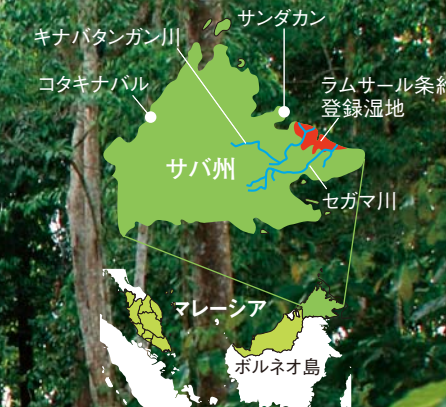 サンダカン
キナバタンガン川
コタキナバル
ラムサール条約
登録湿地
サバ州
セガマ川
マレーシア
ボルネオ島